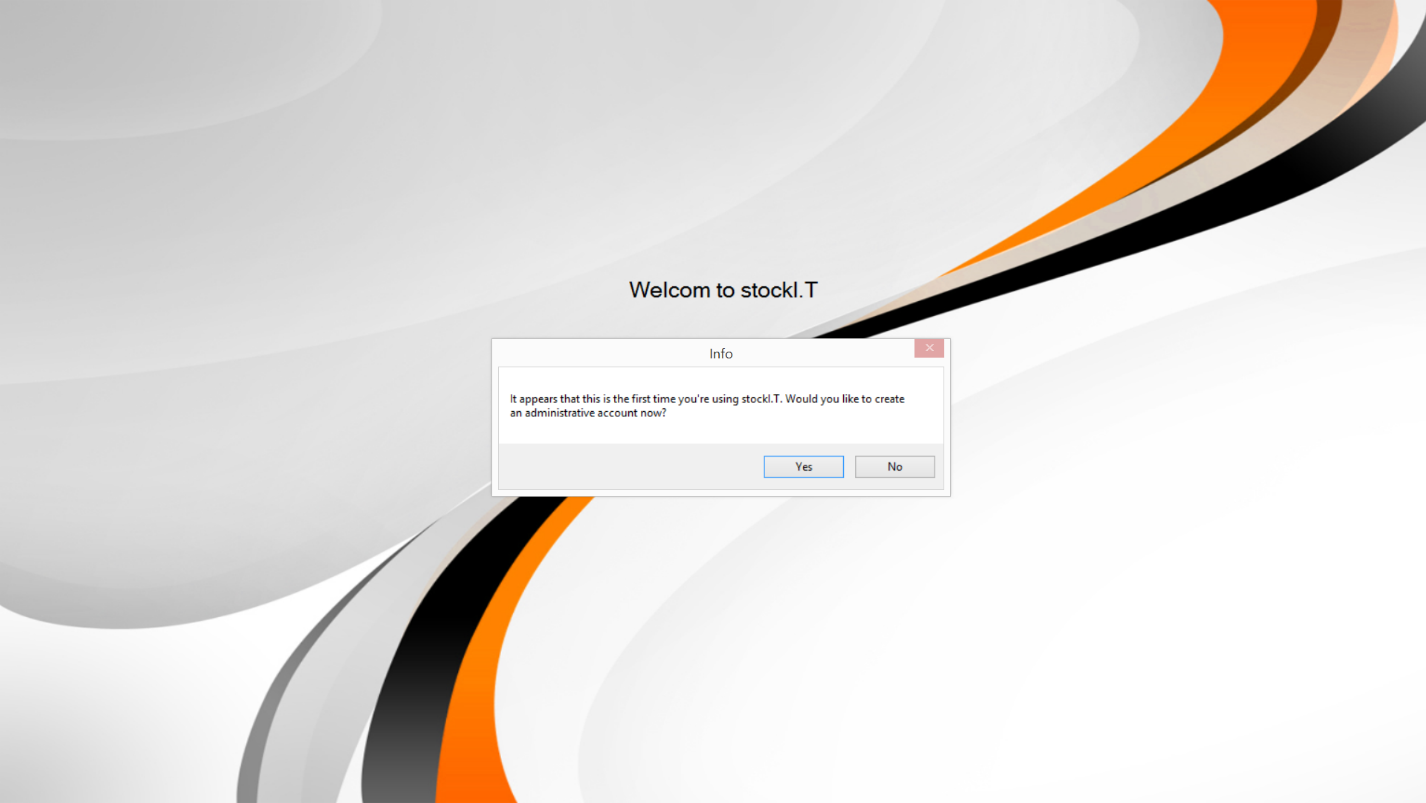 Welcom to stockI.T
Info
It appears that this is the first time you're using stockI.T. Would you like to create
an administrative account now?
Yes
No